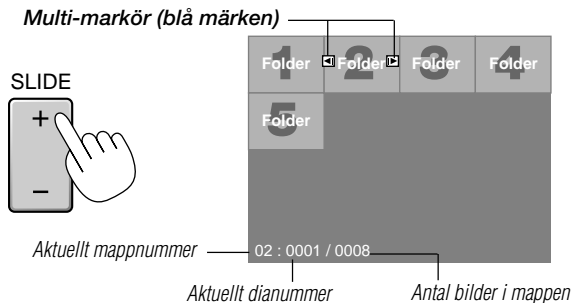 Multi-markör (blå märken)
1 Folder 2 Folder 3 Folder 4 Folder
5 Folder
SLIDE
+
–
Aktuellt mappnummer
02 : 0001 / 0008
Aktuellt dianummer
Antal bilder i mappen